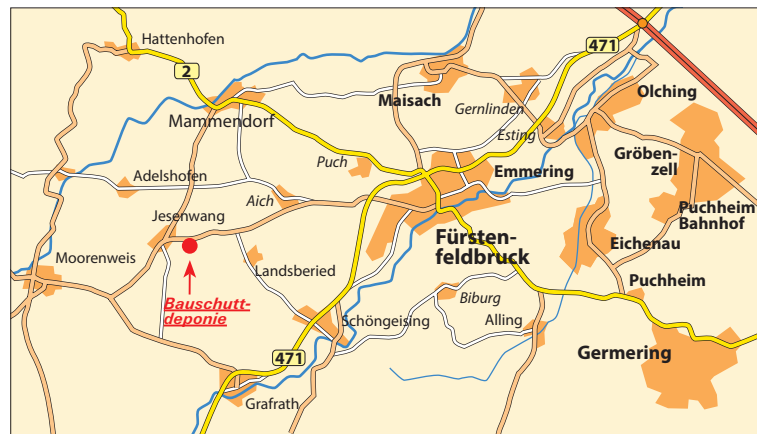 Hattenhofen
471
2
Maisach
Olching
Gernlinden
Mammendorf
Esting
Puch
Gröben-
zell
Emmering
Adelshofen
Aich
Puchheim
Bahnhof
Jesenwang
Fürsten-
feldbruck
Eichenau
Moorenweis
Landsberied
Puchheim
Bauschutt-
deponie
Biburg
Schöngeising
Alling
471
Germering
Grafrath